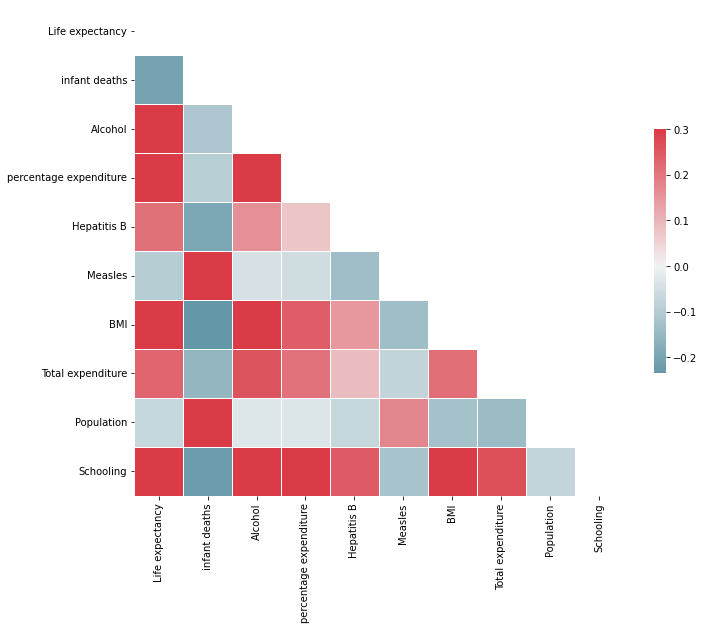 Life expectancy
infant deaths
Alcohol
percentage expenditure
Hepatitis B
Measles
BMI
Total expenditure
Population
Schooling
Life expectancy
infant deaths
Alcohol
percentage expenditure
Hepatitis B
Measles
BMI
Total expenditure
Population
Schooling
0.3
0.2
0.1
0.0
−0.1
−0.2